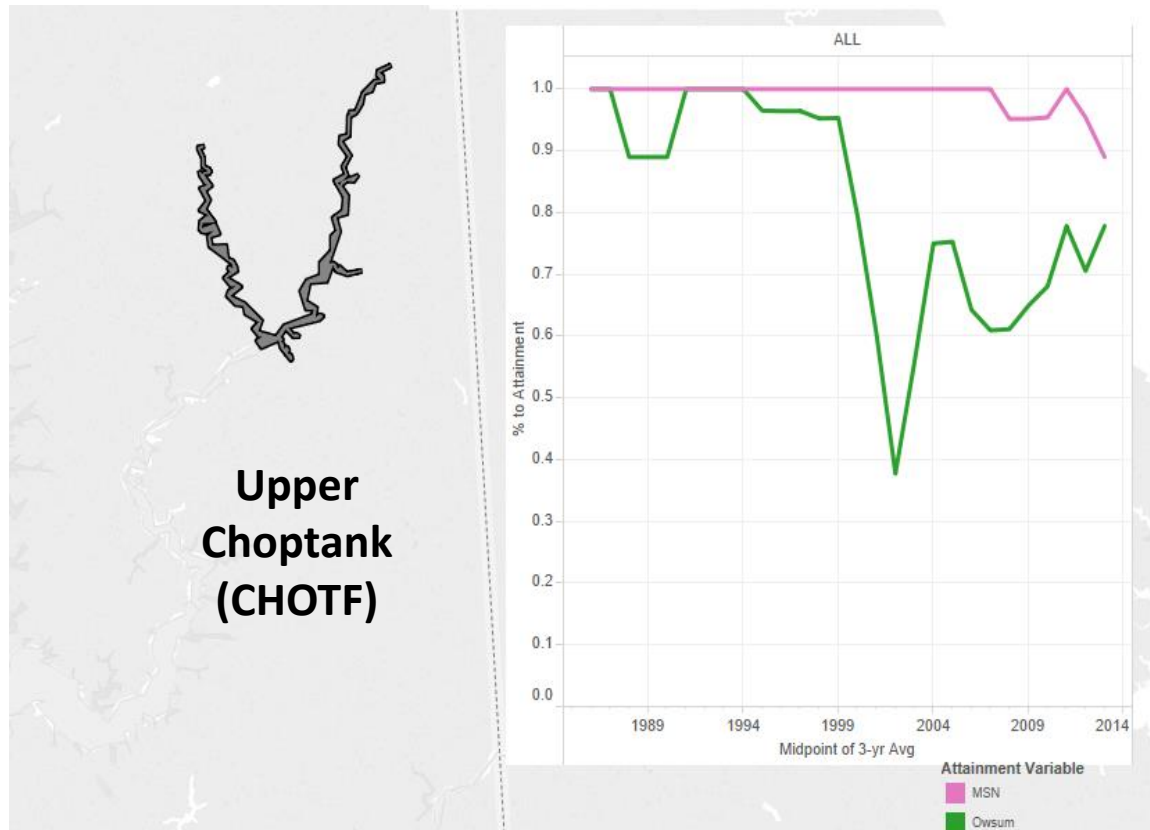 Upper
Choptank
(CHOTF)
ALL
% to Attainment
1.0
0.9
0.8
0.7
0.6
0.5
0.4
0.3
0.2
0.1
0.0
1989 1994 1999 2004 2009 2014
Midpoint of 3-yr Avg
Attainment Variable
MSN
Owsum